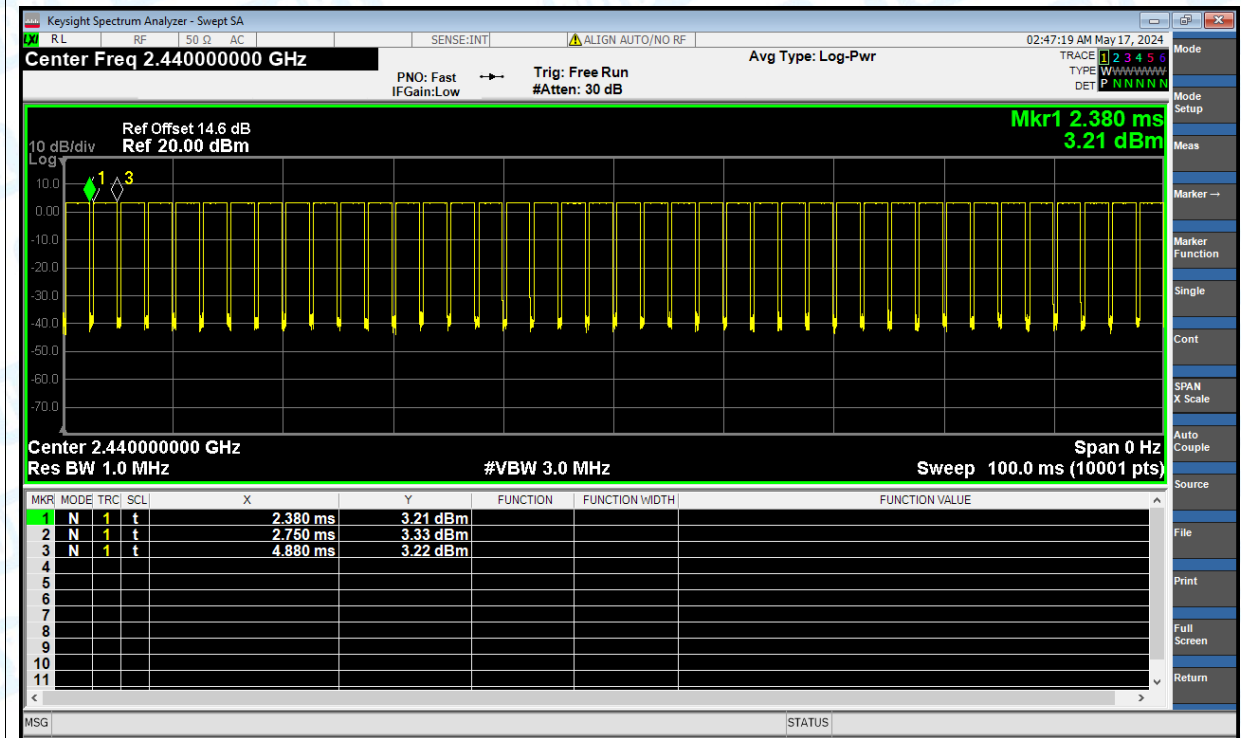 Keysight Spectrum Analyzer - Swept SA
LXI RL RF 50 Ω AC SENSE:INT ALIGN AUTO/NO RF 02:47:19 AM May 17, 2024
Center Freq 2.440000000 GHz
PNO: Fast
IFGain:Low
Trig: Free Run
#Atten: 30 dB
Avg Type: Log-Pwr
TRACE 1 2 3 4 5 6
TYPE W
DET P N N N N N
Ref Offset 14.6 dB
10 dB/div Ref 20.00 dBm
Log
Mkr1 2.380 ms
3.21 dBm
1 3
10.0
0.00
-10.0
-20.0
-30.0
-40.0
-50.0
-60.0
-70.0
Center 2.440000000 GHz Span 0 Hz
Res BW 1.0 MHz #VBW 3.0 MHz Sweep 100.0 ms (10001 pts)
MKR MODE TRC SCL X Y FUNCTION FUNCTION WIDTH FUNCTION VALUE
1 N 1 t 2.380 ms 3.21 dBm
2 N 1 t 2.750 ms 3.33 dBm
3 N 1 t 4.880 ms 3.22 dBm
4
5
6
7
8
9
10
11
MSG STATUS
Mode
Mode
Setup
Meas
Marker →
Marker
Function
Single
Cont
SPAN
X Scale
Auto
Couple
Source
File
Print
Full
Screen
Return